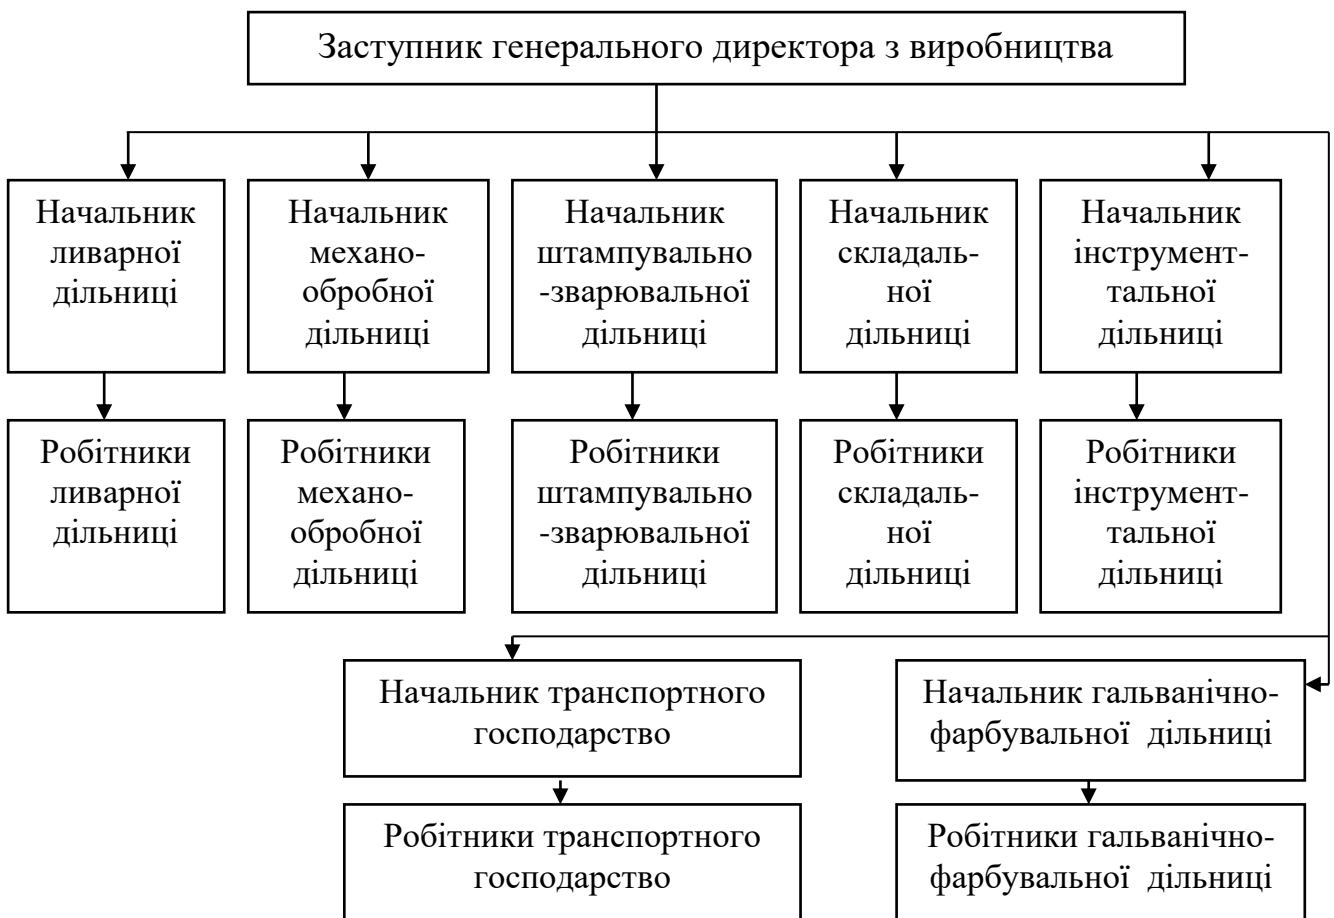 Заступник генерального директора з виробництва
Начальник
ливарної
дільниці
Начальник
механо-
обробної
дільниці
Начальник
штампувально
-зварювальної
дільниці
Начальник
складаль-
ної
дільниці
Начальник
інструмент-
тальної
дільниці
Робітники
ливарної
дільниці
Робітники
механо-
обробної
дільниці
Робітники
штампувально
-зварювальної
дільниці
Робітники
складаль-
ної
дільниці
Робітники
інструмент-
тальної
дільниці
Начальник транспортного
господарство
Начальник гальванічно-
фарбувальної дільниці
Робітники транспортного
господарство
Робітники гальванічно-
фарбувальної дільниці